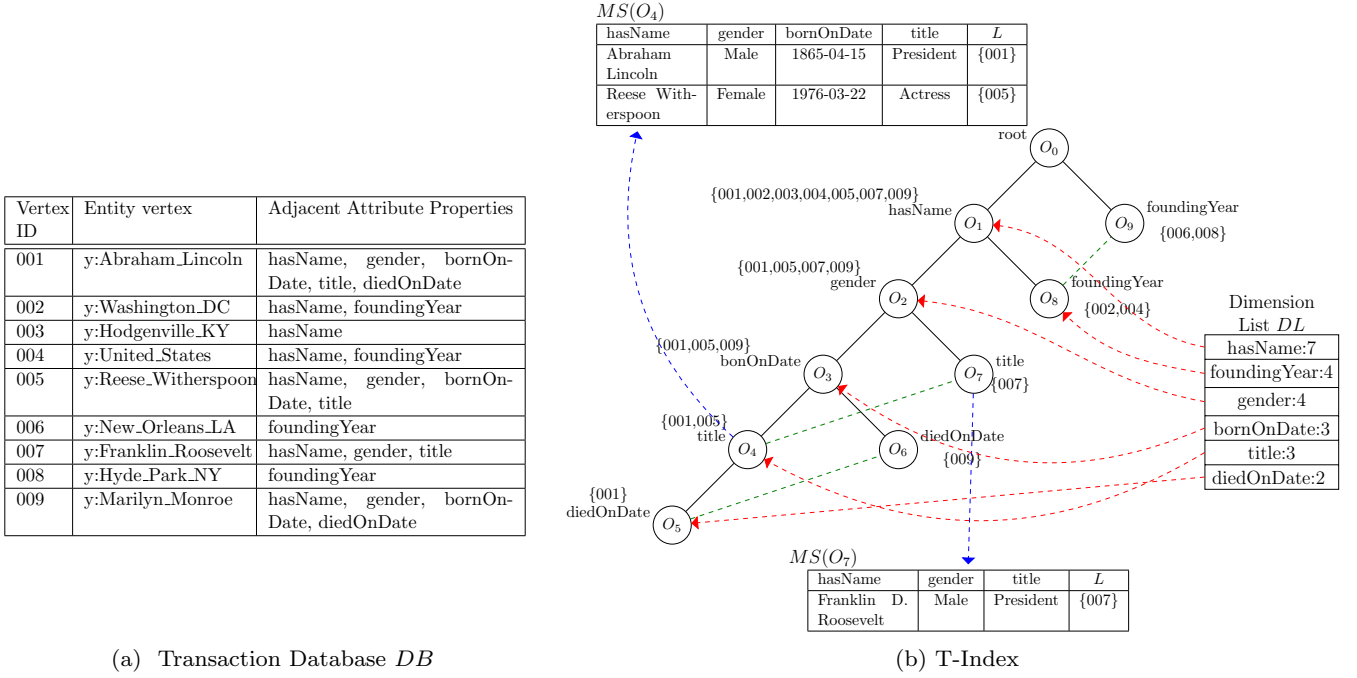 Vertex ID Entity vertex Adjacent Attribute Properties
001 y:Abraham_Lincoln hasName, gender, bornOn-
Date, title, diedOnDate
002 y:Washington_DC hasName, foundingYear
003 y:Hodgenville_KY hasName
004 y:United_States hasName, foundingYear
005 y:Reese_Witherspoon hasName, gender, bornOn-
Date, title
006 y:New_Orleans_LA foundingYear
007 y:Franklin_Roosevelt hasName, gender, title
008 y:Hyde_Park_NY foundingYear
009 y:Marilyn_Monroe hasName, gender, bornOn-
Date, diedOnDate
(a) Transaction Database DB
MS(O4)
hasName gender bornOnDate title L
Abraham Male 1865-04-15 President {001}
Lincoln
Reese With- Female 1976-03-22 Actress {005}
erspoon
root
O0
{001,002,003,004,005,007,009}
hasName
O1
foundingYear
O9
{006,008}
{001,005,007,009}
gender
O2
foundingYear
O8
{002,004}
{001,005,009}
bonOnDate
O3
title
O7
{007}
{001,005}
title
O4
diedOnDate
O6
{009}
{001}
diedOnDate
O5
Dimension
List DL
hasName:7
foundingYear:4
gender:4
bornOnDate:3
title:3
diedOnDate:2
MS(O7)
hasName gender title L
Franklin D. Male President {007}
Roosevelt
(b) T-Index